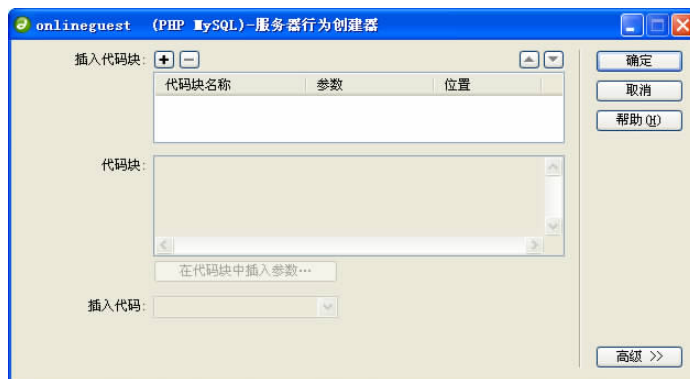 onlineguest (PHP MySQL)-服务器行为创建器
插入代码块:
代码块名称 参数 位置
确定
取消
帮助(H)
代码块:
在代码块中插入参数…
插入代码:
高级 >>